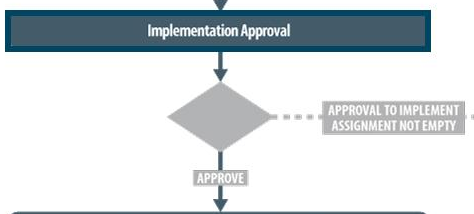 Implementation Approval
APPROVAL TO IMPLEMENT
ASSIGNMENT NOT EMPTY
APPROVE